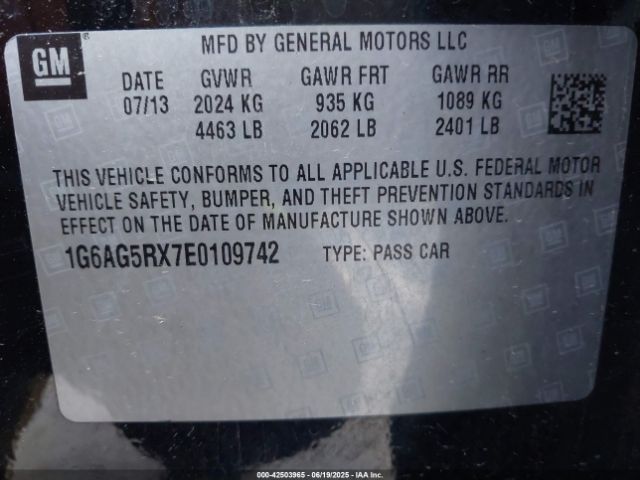 GM
MFD BY GENERAL MOTORS LLC
DATE GVWR GAWR FRT GAWR RR
07/13 2024 KG 935 KG 1089 KG
4463 LB 2062 LB 2401 LB
THIS VEHICLE CONFORMS TO ALL APPLICABLE U.S. FEDERAL MOTOR
VEHICLE SAFETY, BUMPER, AND THEFT PREVENTION STANDARDS IN
EFFECT ON THE DATE OF MANUFACTURE SHOWN ABOVE.
1G6AG5RX7E0109742 TYPE: PASS CAR
000-42503965 - 06/19/2025 - IAA Inc.